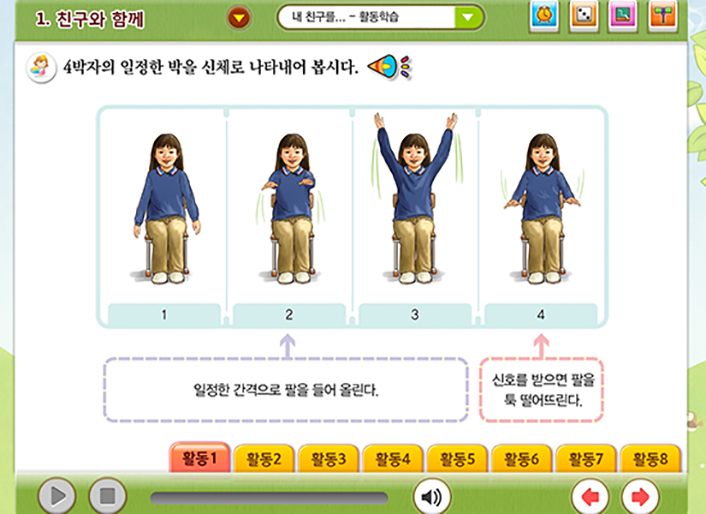 1. 친구와 함께
내 친구를... - 활동학습
4박자의 일정한 박을 신체로 나타내어 봅시다.
1
2
3
4
일정한 간격으로 팔을 들어 올린다.
신호를 받으면 팔을
툭 떨어뜨린다.
활동1
활동2
활동3
활동4
활동5
활동6
활동7
활동8